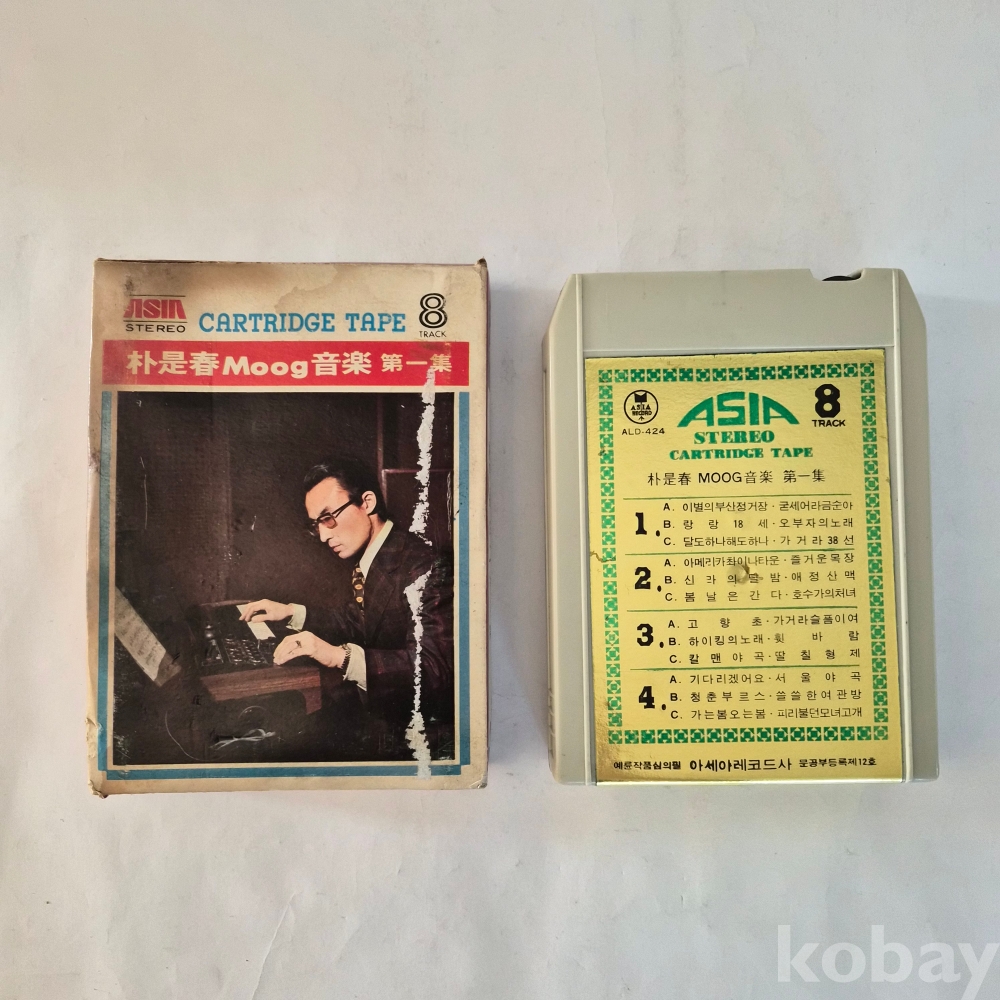 ASIA
STEREO
CARTRIDGE TAPE
8
TRACK
朴是春Moog音楽 第一集
ASIA
RECORD
ALD-424
ASIA
STEREO
CARTRIDGE TAPE
8
TRACK
朴是春 MOOG音楽 第一集
1. A. 이별의부산정거장·굳세어라금순아
B. 랑랑 18세·오부자의노래
C. 달도하나해도하나·가거라38선
2. A. 아메리카차이나타운·즐거운목장
B. 신라의 달 밤·애정산맥
C. 봄날은간다·호수가의처녀
3. A. 고향초·가거라슬픔이여
B. 하이킹의노래·휫바람
C. 칼맨야곡·딸칠형제
4. A. 기다리겠어요·서울야곡
B. 청춘부르스·쓸쓸한여관방
C. 가는봄오는봄·피리불던모녀고개
예륜작품심의필 아세아레코드사 문공부등록제12호
kobay